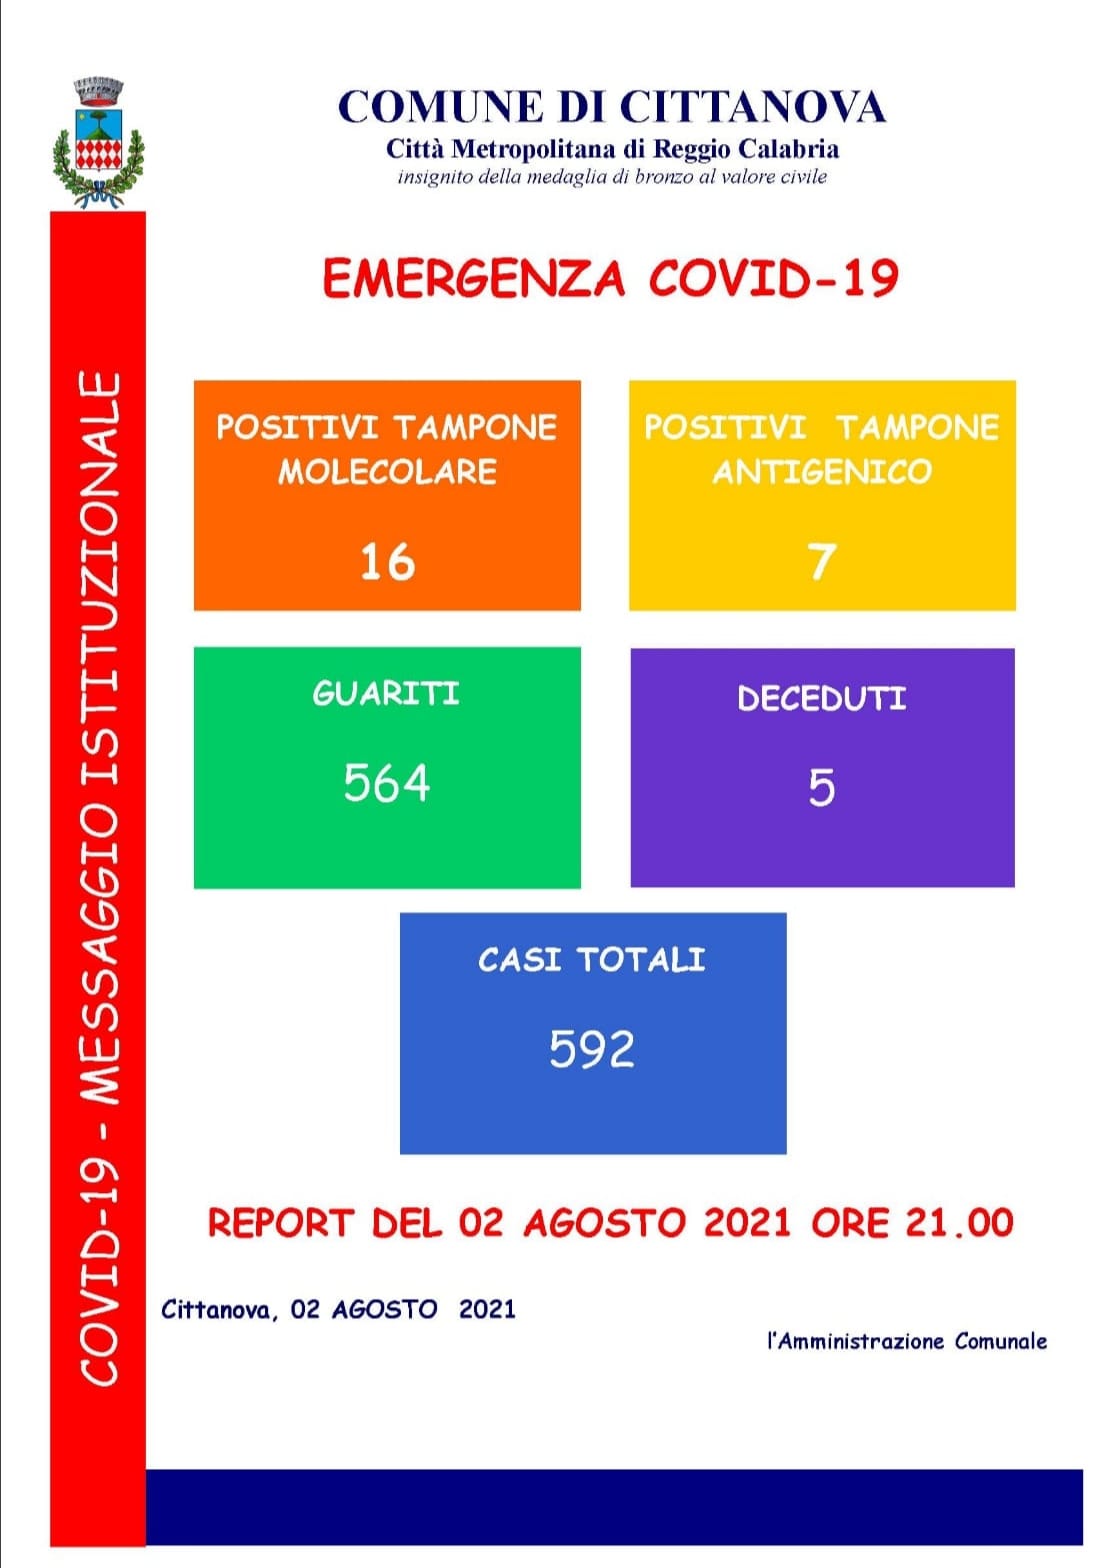 COMUNE DI CITTANOVA
Città Metropolitana di Reggio Calabria
insignito della medaglia di bronzo al valore civile
EMERGENZA COVID-19
POSITIVI TAMPONE
MOLECOLARE
16
POSITIVI TAMPONE
ANTIGENICO
7
GUARITI
564
DECEDUTI
5
CASI TOTALI
592
REPORT DEL 02 AGOSTO 2021 ORE 21.00
Cittanova, 02 AGOSTO 2021
l'Amministrazione Comunale
COVID-19 - MESSAGGIO ISTITUZIONALE